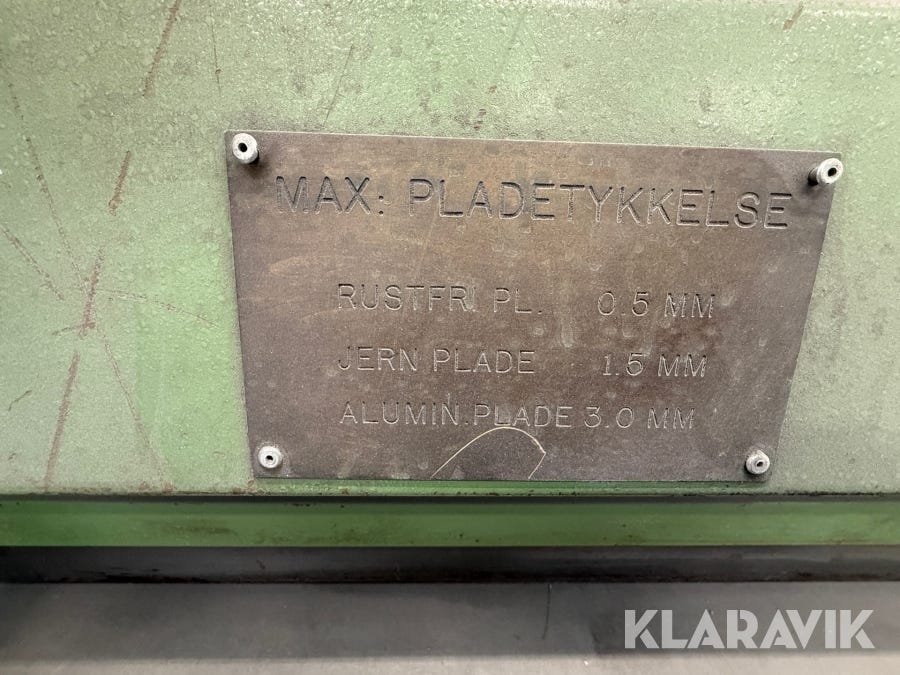 MAX: PLADETYKKELSE
RUSTFRI PL. 0.5 MM
JERN PLADE 1.5 MM
ALUMIN.PLADE 3.0 MM
KLARAVIK